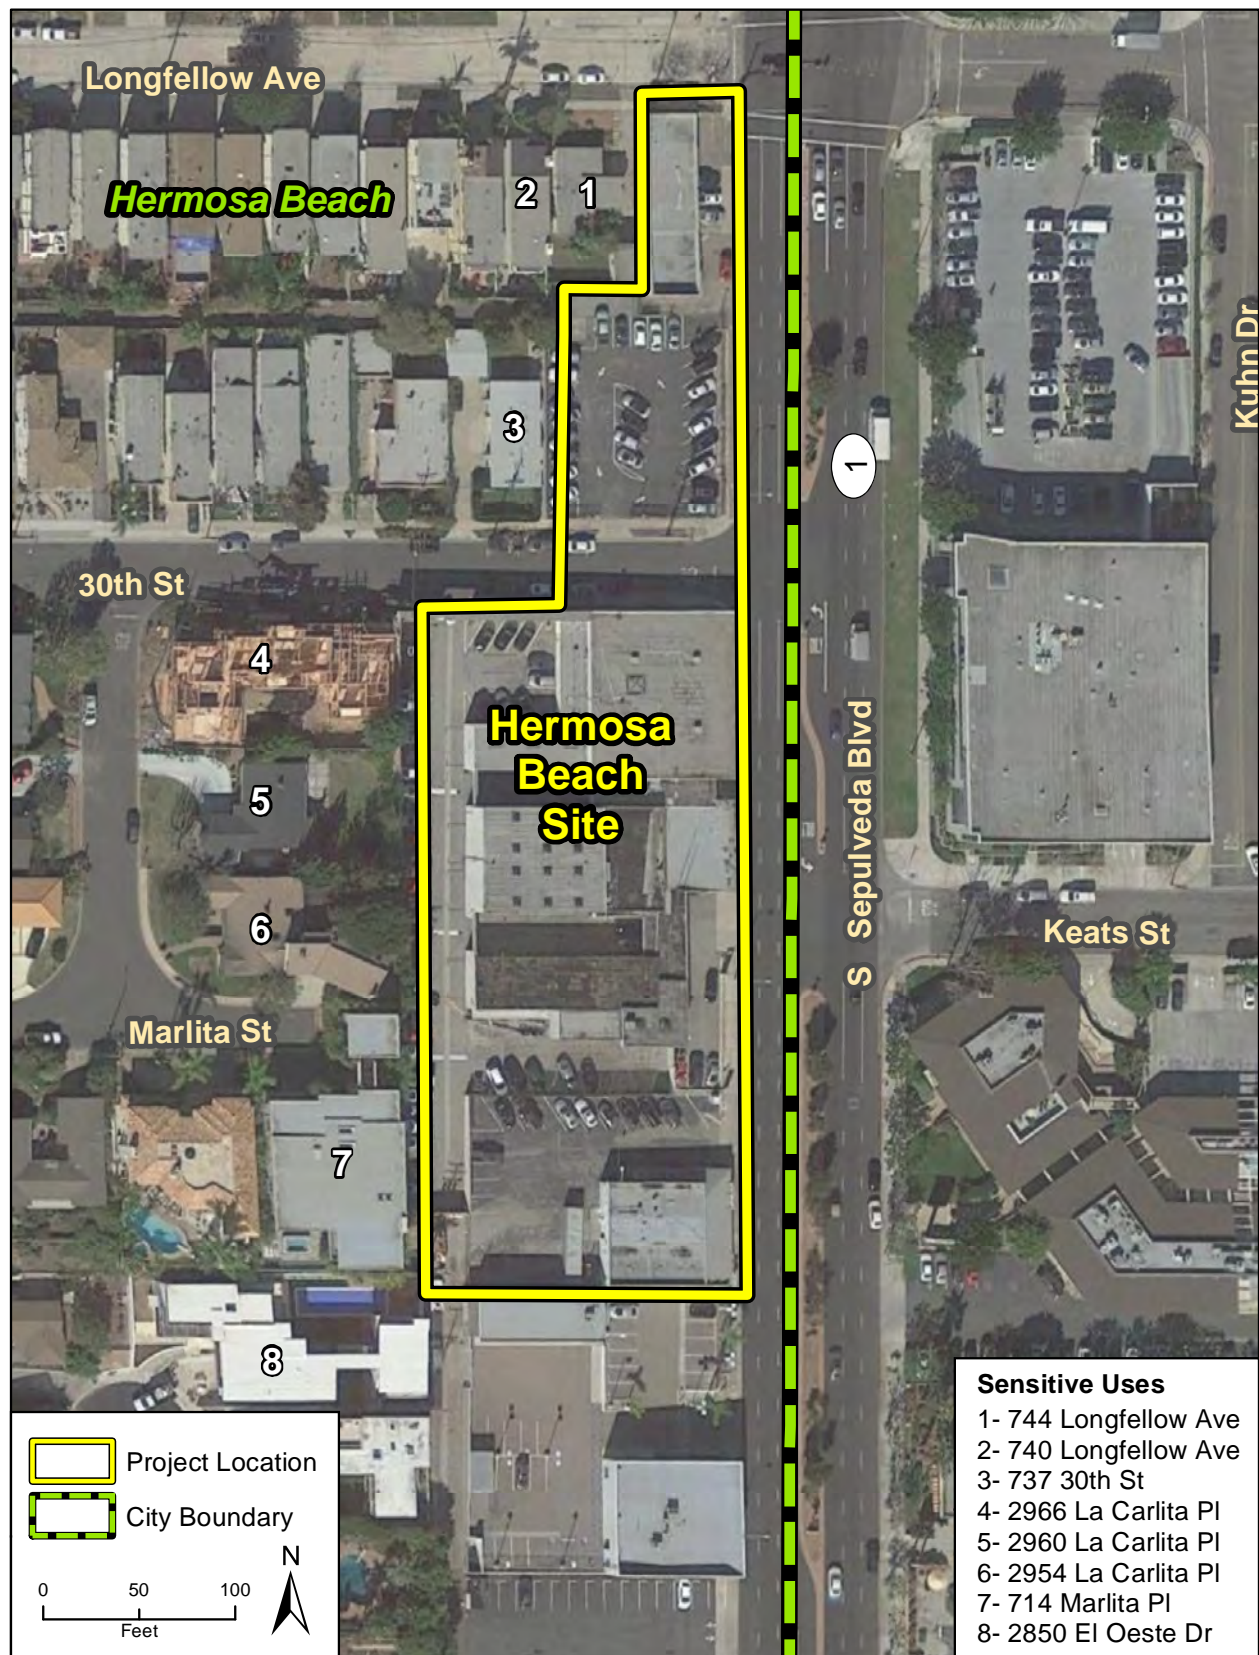 Longfellow Ave
Hermosa Beach
2
1
3
Kuhn Dr
1
30th St
4
Hermosa
Beach
Site
5
S Sepulveda Blvd
6
Keats St
Marlita St
7
8
Project Location
City Boundary
N
0 50 100
Feet
Sensitive Uses
1- 744 Longfellow Ave
2- 740 Longfellow Ave
3- 737 30th St
4- 2966 La Carlita Pl
5- 2960 La Carlita Pl
6- 2954 La Carlita Pl
7- 714 Marlita Pl
8- 2850 El Oeste Dr